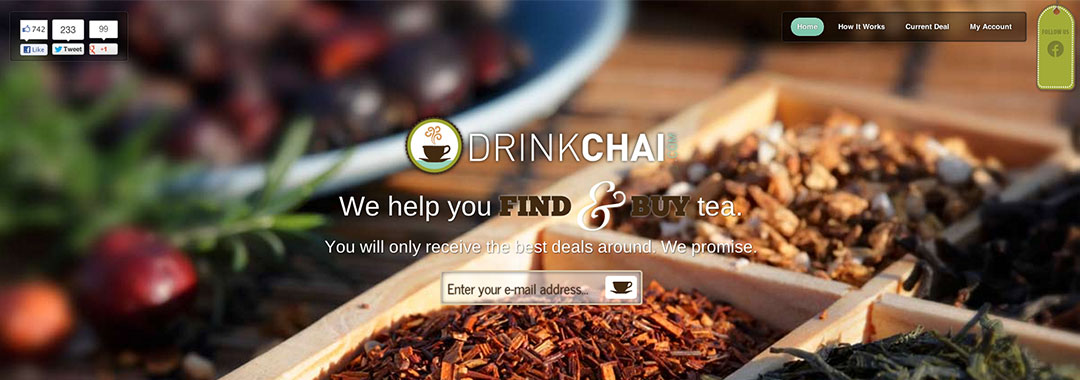 742 233 99
Like Tweet +1
Home How It Works Current Deal My Account
FOLLOW US
DRINKCHAI
We help you FIND & BUY tea.
You will only receive the best deals around. We promise.
Enter your e-mail address...